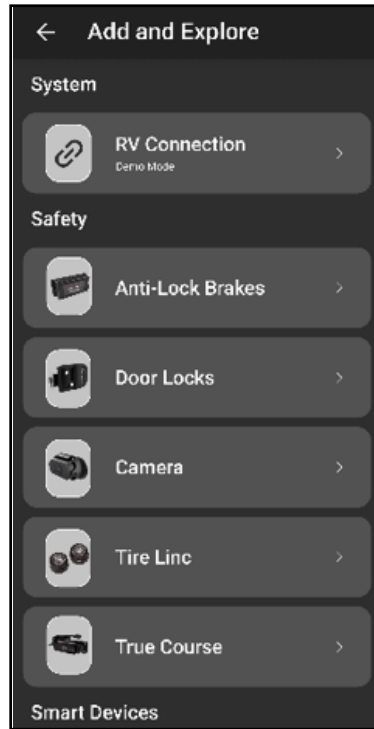 Add and Explore
System
RV Connection
Demo Mode
Safety
Anti-Lock Brakes
Door Locks
Camera
Tire Linc
True Course
Smart Devices